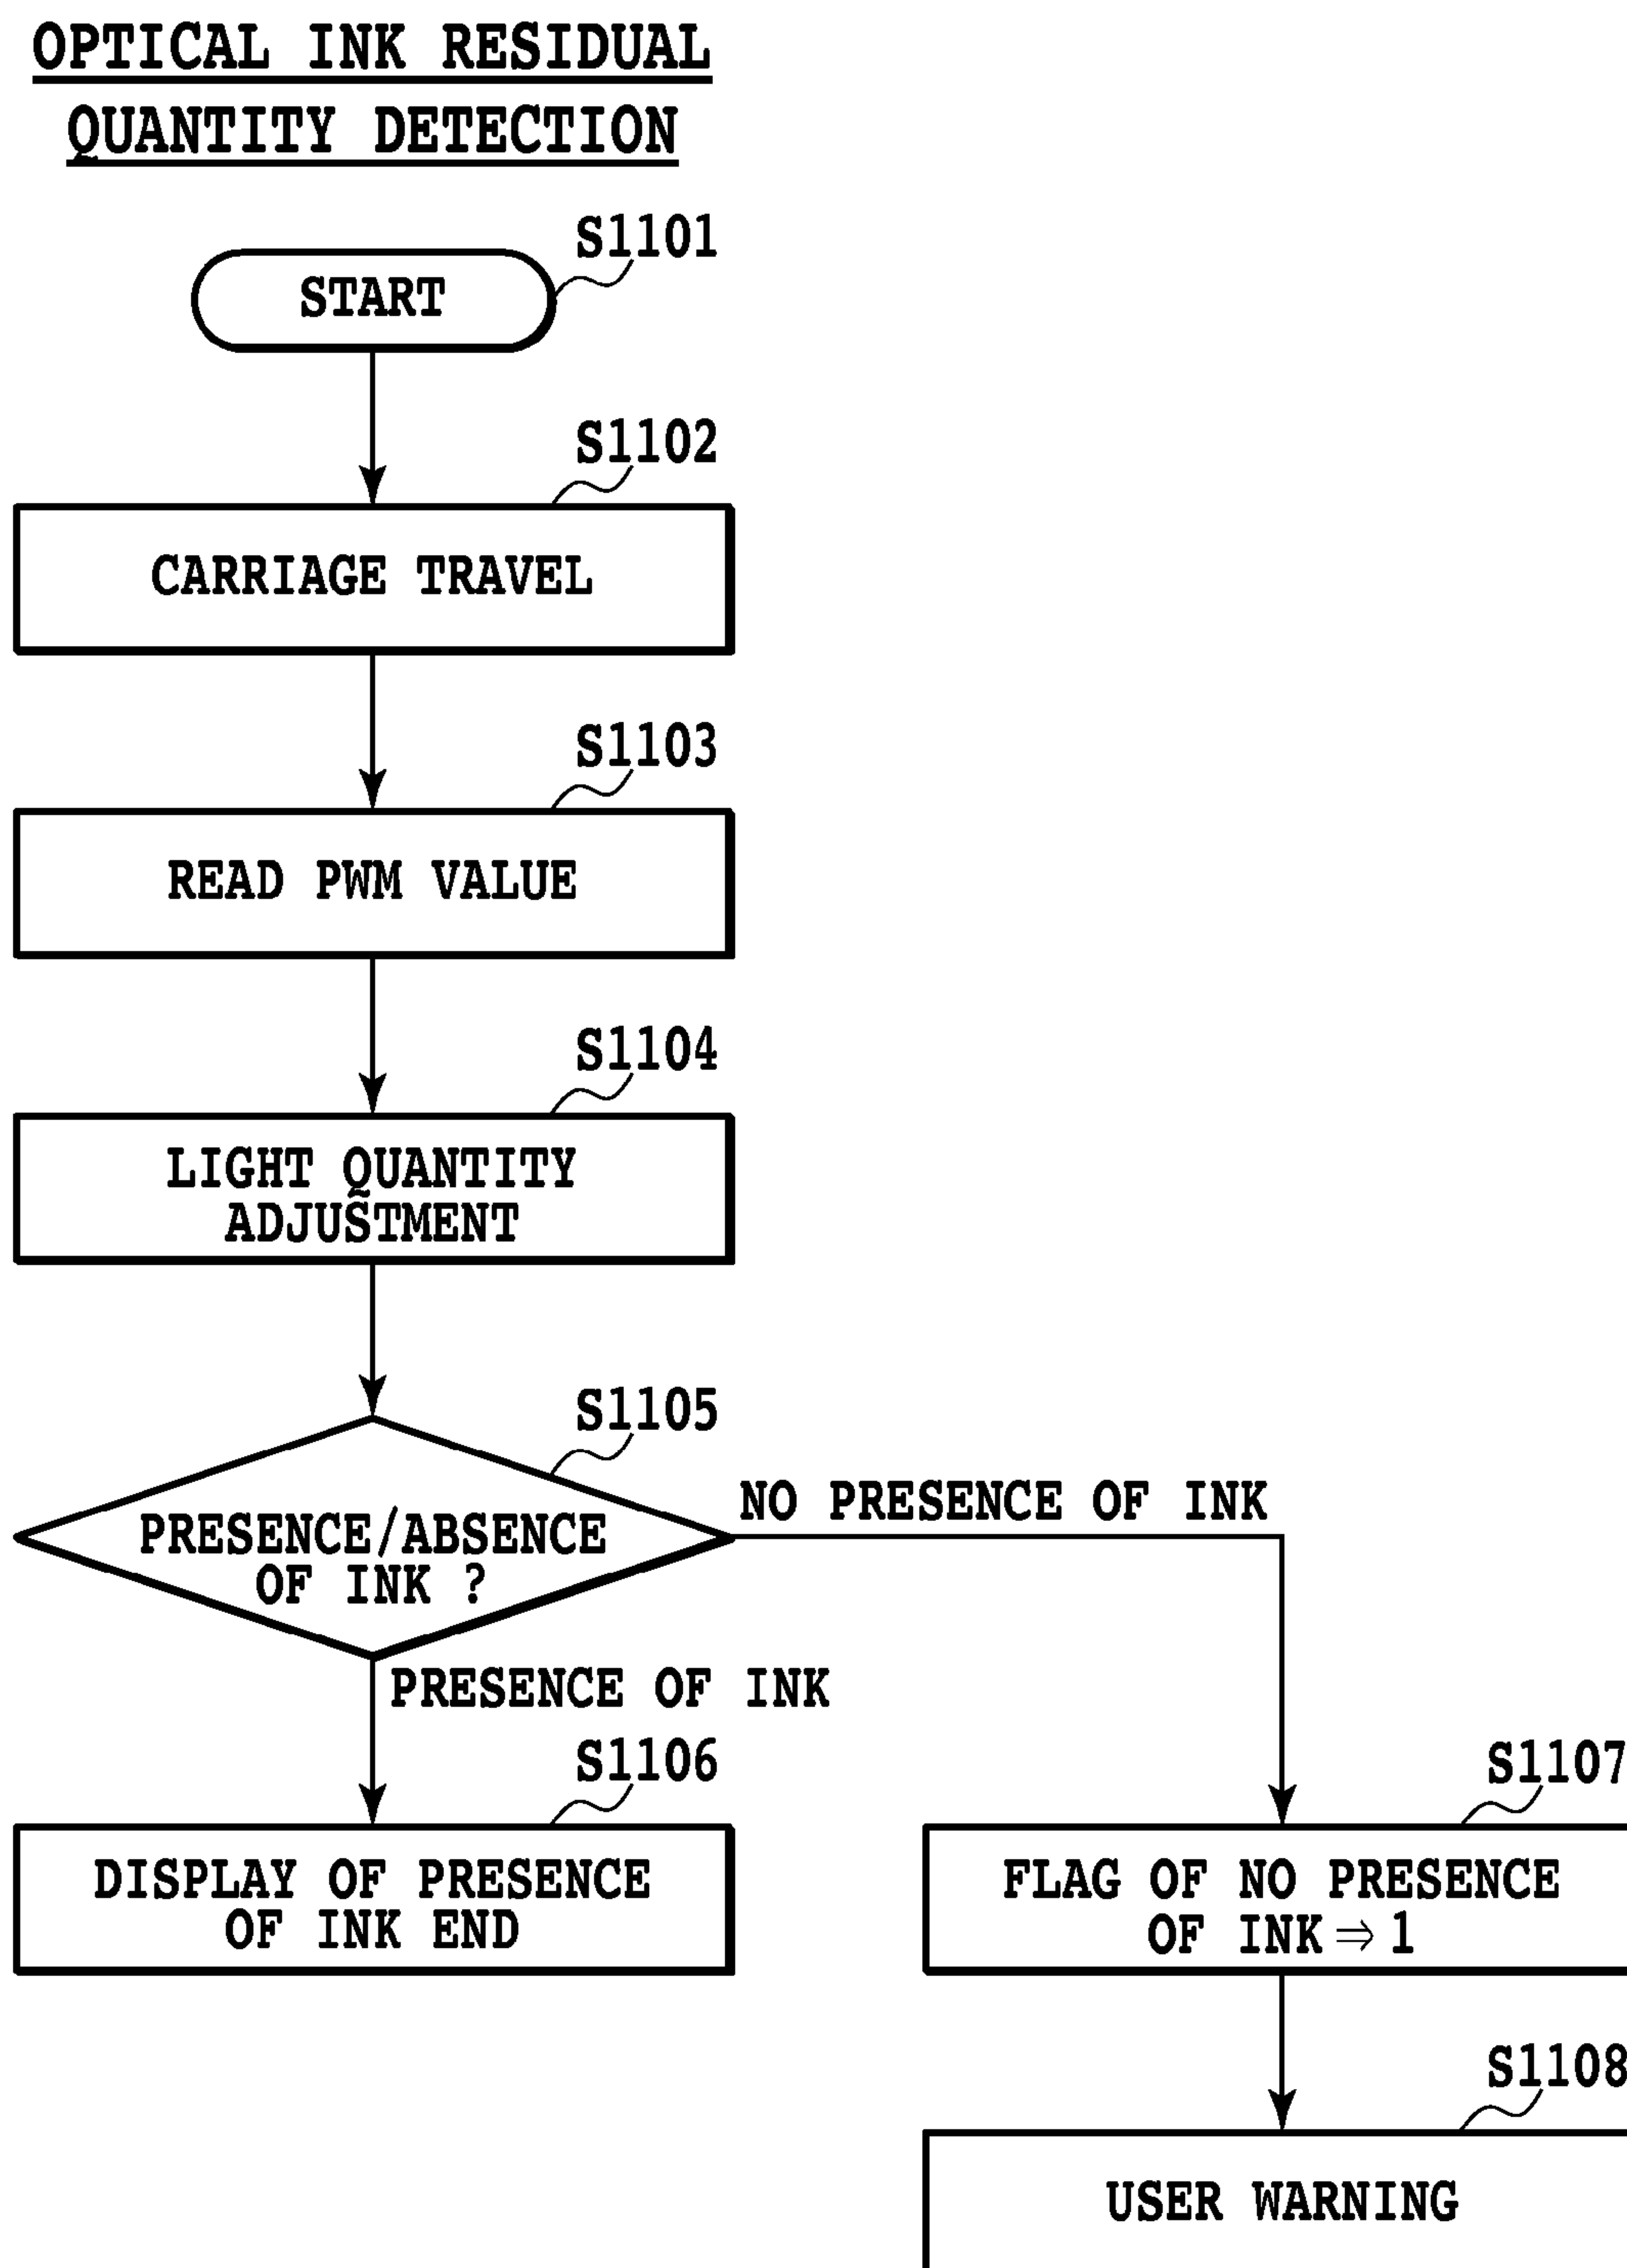 OPTICAL INK RESIDUAL
QUANTITY DETECTION
S1101
START
S1102
CARRIAGE TRAVEL
S1103
READ PWM VALUE
S1104
LIGHT QUANTITY
ADJUSTMENT
S1105
PRESENCE/ABSENCE
OF INK ?
NO PRESENCE OF INK
PRESENCE OF INK
S1106
DISPLAY OF PRESENCE
OF INK END
S1107
FLAG OF NO PRESENCE
OF INK ⇒ 1
S1108
USER WARNING